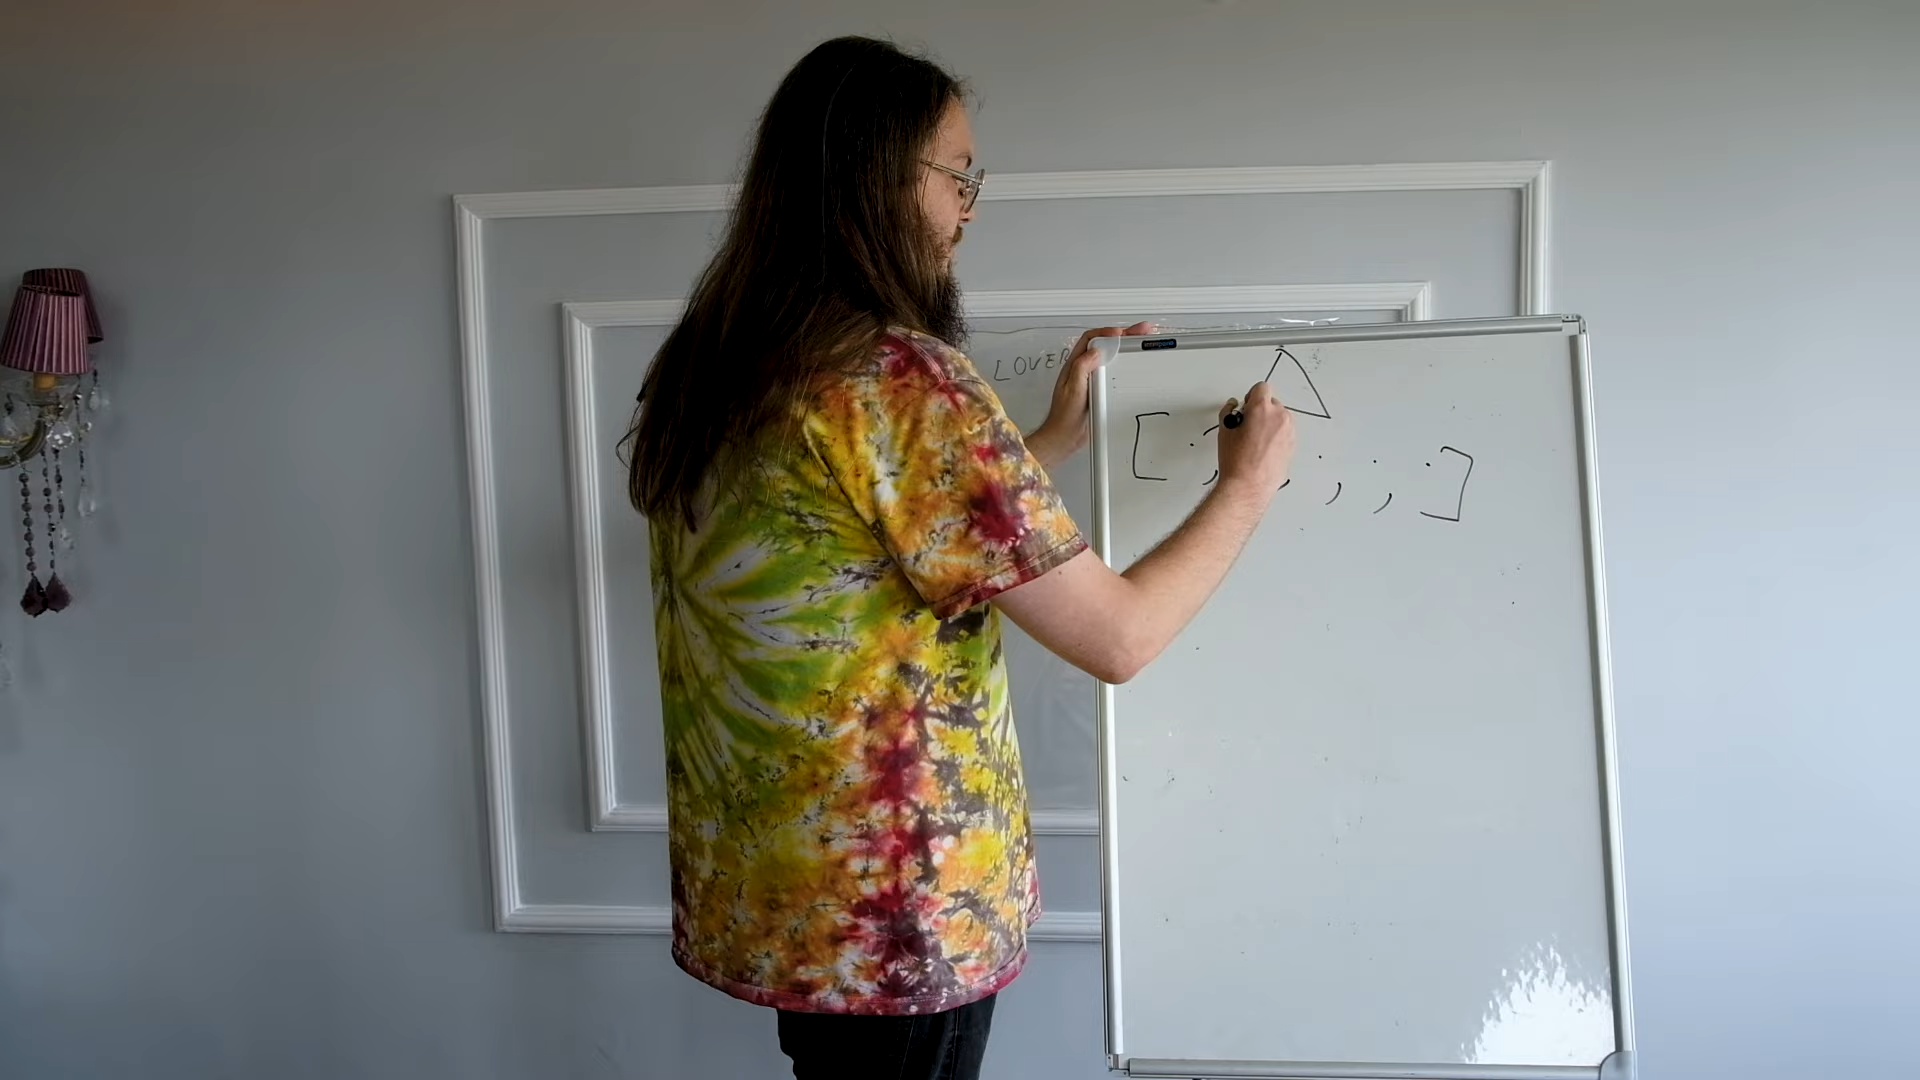 LOVER
[ . , . , . , . , . ]